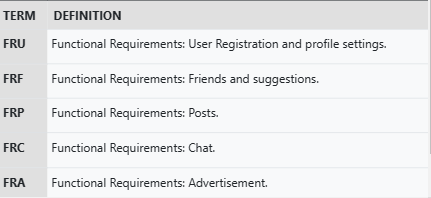 TERM DEFINITION
FRU Functional Requirements: User Registration and profile settings.
FRF Functional Requirements: Friends and suggestions.
FRP Functional Requirements: Posts.
FRC Functional Requirements: Chat.
FRA Functional Requirements: Advertisement.